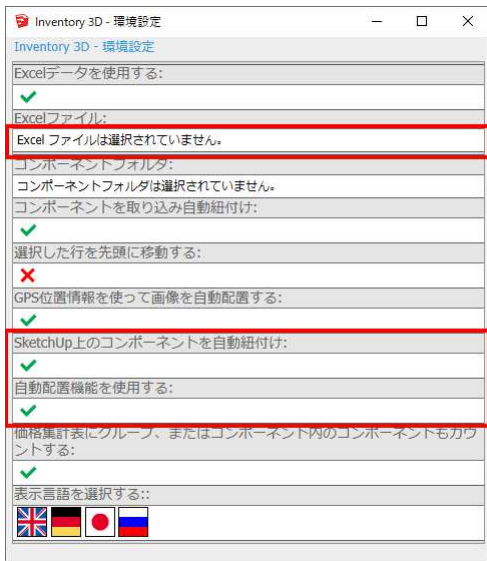 Inventory 3D - 環境設定
Inventory 3D - 環境設定
Excelデータを使用する:
Excelファイル:
Excel ファイルは選択されていません。
コンポーネントフォルダ:
コンポーネントフォルダは選択されていません。
コンポーネントを取り込み自動紐付け:
選択した行を先頭に移動する:
GPS位置情報を使って画像を自動配置する:
SketchUp上のコンポーネントを自動紐付け:
自動配置機能を使用する:
価格集計表にグループ、またはコンポーネント内のコンポーネントもカウ
ントする:
表示言語を選択する::